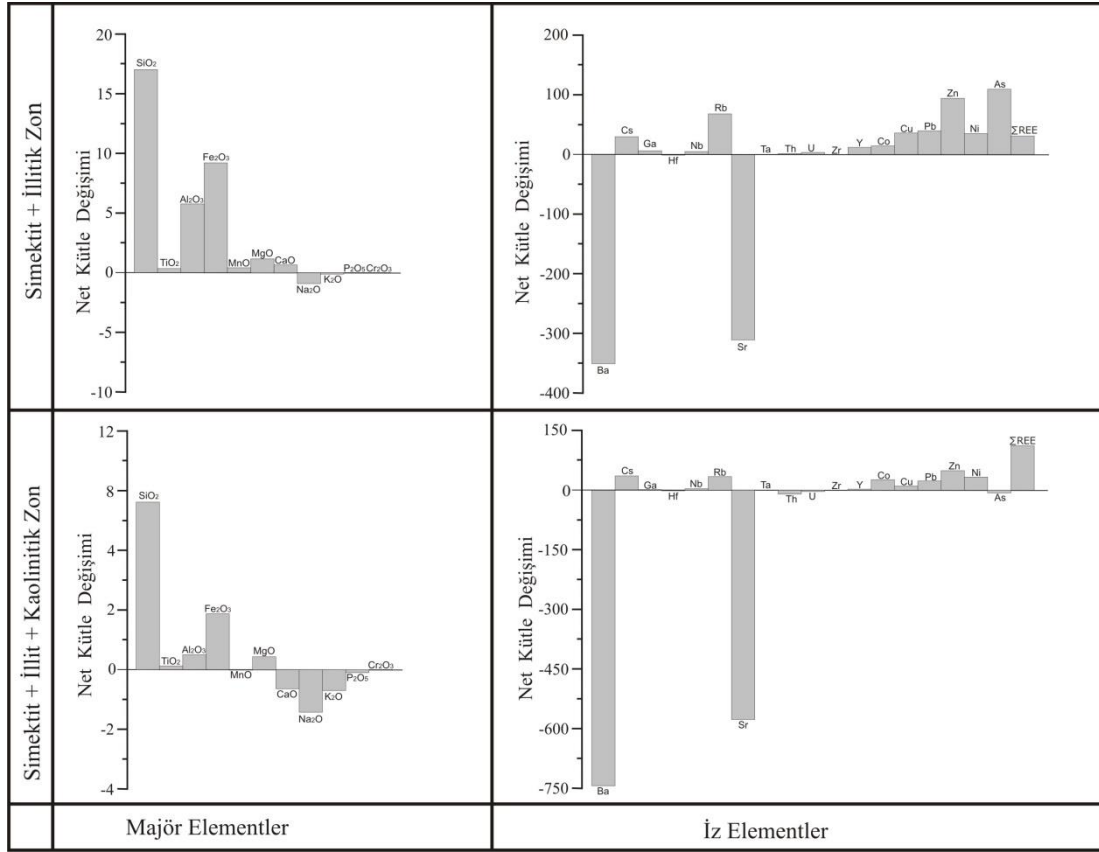 Simektit + İllitik Zon
Net Kütle Değişimi
20
15
10
5
0
-5
-10
SiO2
TiO2
Al2O3
Fe2O3
MnO
MgO
CaO
Na2O
K2O
P2O5
Cr2O3
Net Kütle Değişimi
200
100
0
-100
-200
-300
-400
Ba
Cs
Ga
Hf
Nb
Rb
Sr
Ta
Th
U
Zr
Y
Co
Cu
Pb
Zn
Ni
As
ΣREE
Simektit + İllit + Kaolinitik Zon
Net Kütle Değişimi
12
8
4
2
0
-2
-4
SiO2
TiO2
Al2O3
Fe2O3
MnO
MgO
CaO
Na2O
K2O
P2O5
Cr2O3
Net Kütle Değişimi
150
0
-150
-300
-450
-600
-750
Ba
Cs
Ga
Hf
Nb
Rb
Sr
Ta
Th
U
Zr
Y
Co
Cu
Pb
Zn
Ni
As
ΣREE
Majör Elementler
İz Elementler